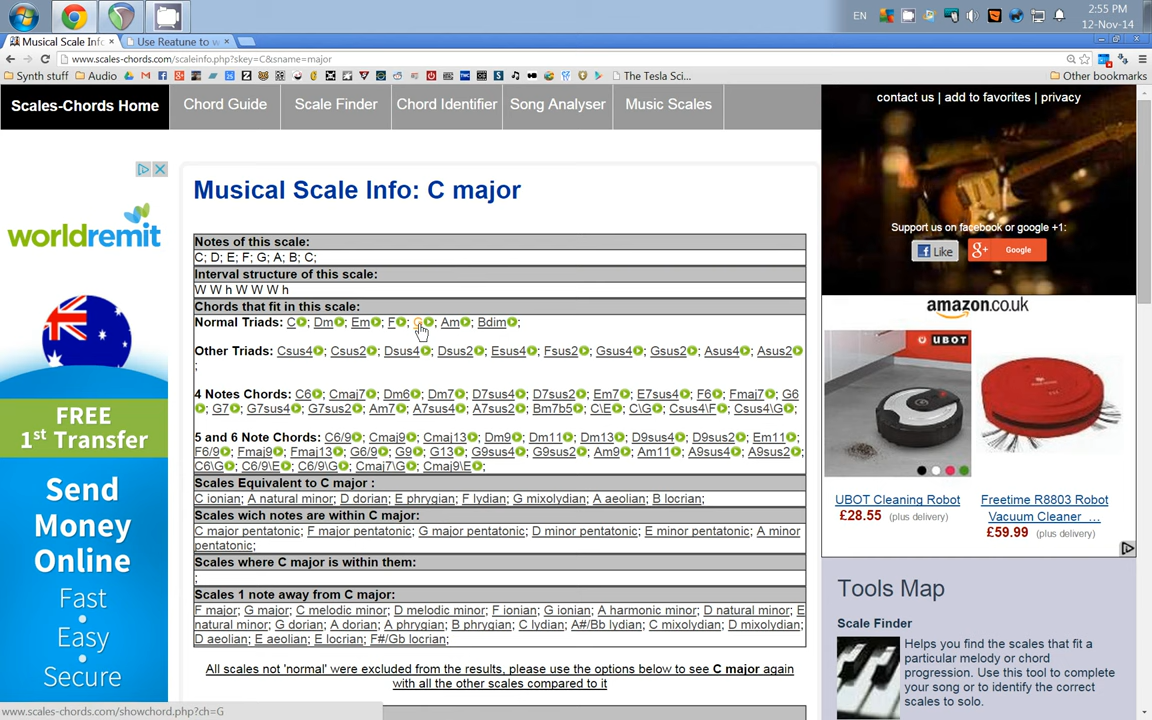 EN
2:55 PM
12-Nov-14
Musical Scale Info:
Use Reatune to
www.scales-chords.com/scaleinfo.php?skey=C&sname=major
Synth stuff
Audio
The Tesla Sci...
Other bookmarks
Scales-Chords Home
Chord Guide
Scale Finder
Chord Identifier
Song Analyser
Music Scales
contact us | add to favorites | privacy
Support us on facebook or google +1:
Like
Google
worldremit
FREE
1st Transfer
Send
Money
Online
Fast
Easy
Secure
Musical Scale Info: C major
Notes of this scale:
C; D; E; F; G; A; B; C;
Interval structure of this scale:
W W h W W W h
Chords that fit in this scale:
Normal Triads: C; Dm; Em; F; G; Am; Bdim;
Other Triads: Csus4; Csus2; Dsus4; Dsus2; Esus4; Fsus2; Gsus4; Gsus2; Asus4; Asus2
;
4 Notes Chords: C6; Cmaj7; Dm6; Dm7; D7sus4; D7sus2; Em7; E7sus4; F6; Fmaj7; G6
; G7; G7sus4; G7sus2; Am7; A7sus4; A7sus2; Bm7b5; C\E; C\G; Csus4\F; Csus4\G;
5 and 6 Note Chords: C6/9; Cmaj9; Cmaj13; Dm9; Dm11; Dm13; D9sus4; D9sus2; Em11;
F6/9; Fmaj9; Fmaj13; G6/9; G9; G13; G9sus4; G9sus2; Am9; Am11; A9sus4; A9sus2;
C6\G; C6/9\E; C6/9\G; Cmaj7\G; Cmaj9\E;
Scales Equivalent to C major :
C ionian; A natural minor; D dorian; E phrygian; F lydian; G mixolydian; A aeolian; B locrian;
Scales wich notes are within C major:
C major pentatonic; F major pentatonic; G major pentatonic; D minor pentatonic; E minor pentatonic; A minor
pentatonic;
Scales where C major is within them:
;
Scales 1 note away from C major:
F major; G major; C melodic minor; D melodic minor; F ionian; G ionian; A harmonic minor; D natural minor; E
natural minor; G dorian; A dorian; A phrygian; B phrygian; C lydian; A#/Bb lydian; C mixolydian; D mixolydian;
D aeolian; E aeolian; E locrian; F#/Gb locrian;
All scales not 'normal' were excluded from the results, please use the options below to see C major again
with all the other scales compared to it
amazon.co.uk
UBOT
UBOT Cleaning Robot
£28.55 (plus delivery)
Freetime R8803 Robot
Vacuum Cleaner ...
£59.99 (plus delivery)
Tools Map
Scale Finder
Helps you find the scales that fit a
particular melody or chord
progression. Use this tool to complete
your song or to identify the correct
scales to solo.
www.scales-chords.com/showchord.php?ch=G